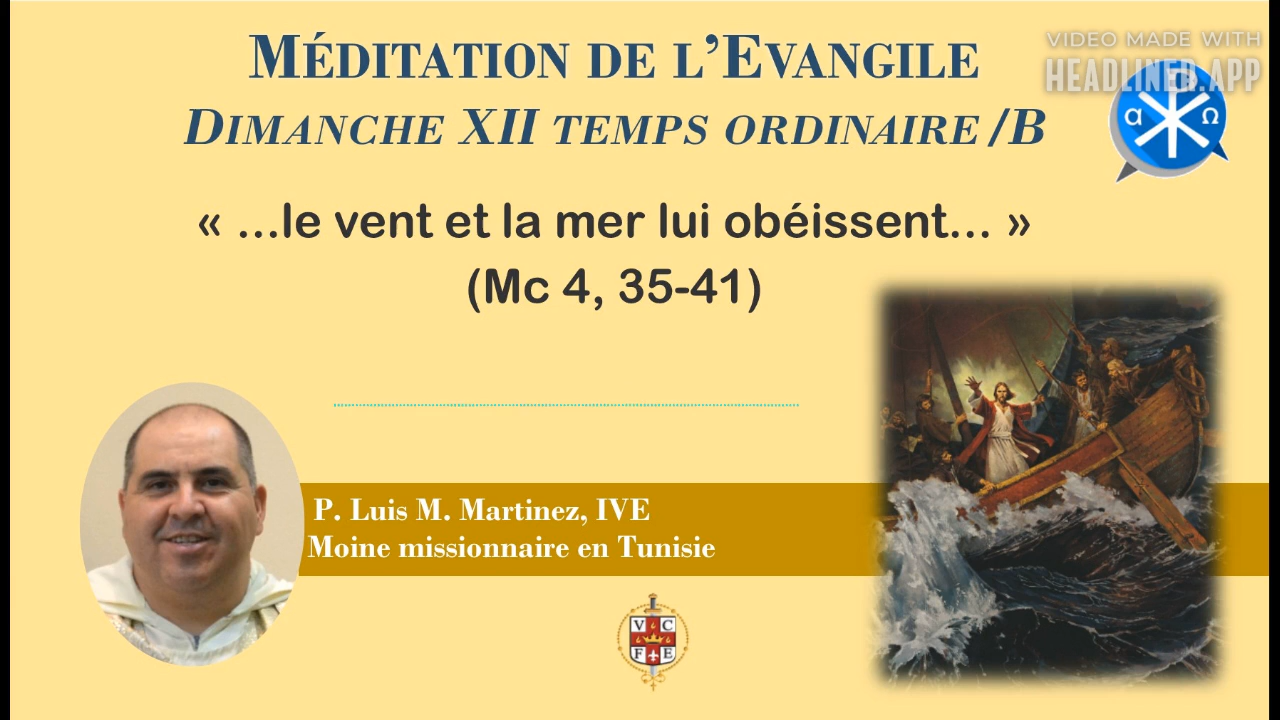 MÉDITATION DE L'EVANGILE
VIDEO MADE WITH
HEADLINER.APP
DIMANCHE XII TEMPS ORDINAIRE /B
α Ω
« ...le vent et la mer lui obéissent... »
(Mc 4, 35-41)
P. Luis M. Martinez, IVE
Moine missionnaire en Tunisie
V C
F E